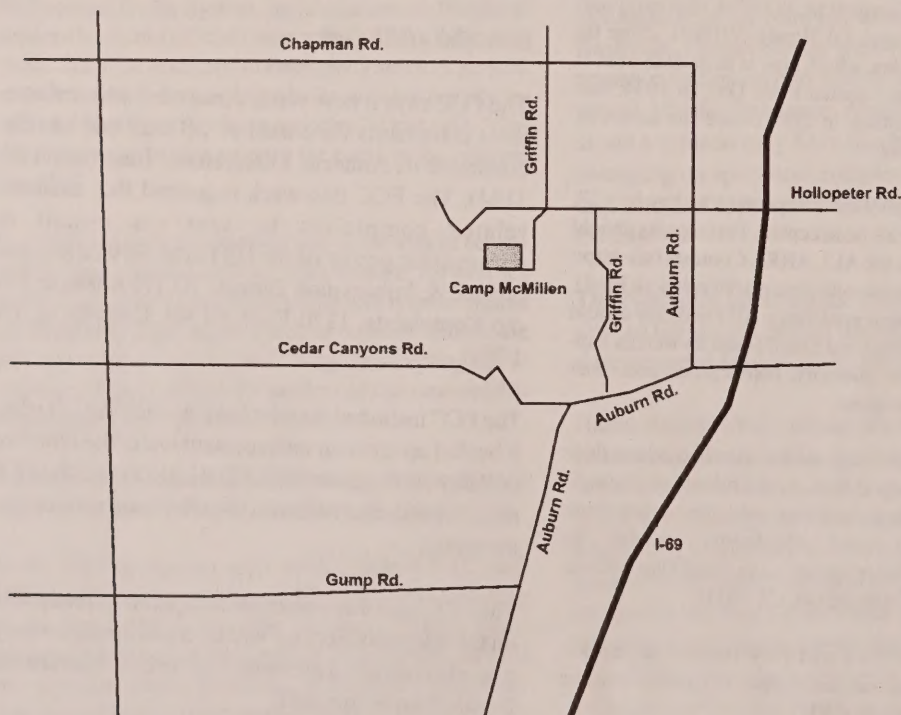 Chapman Rd.
Griffin Rd.
Hollopeter Rd.
Griffin Rd.
Auburn Rd.
Camp McMillen
Cedar Canyons Rd.
Auburn Rd.
Auburn Rd.
I-69
Gump Rd.